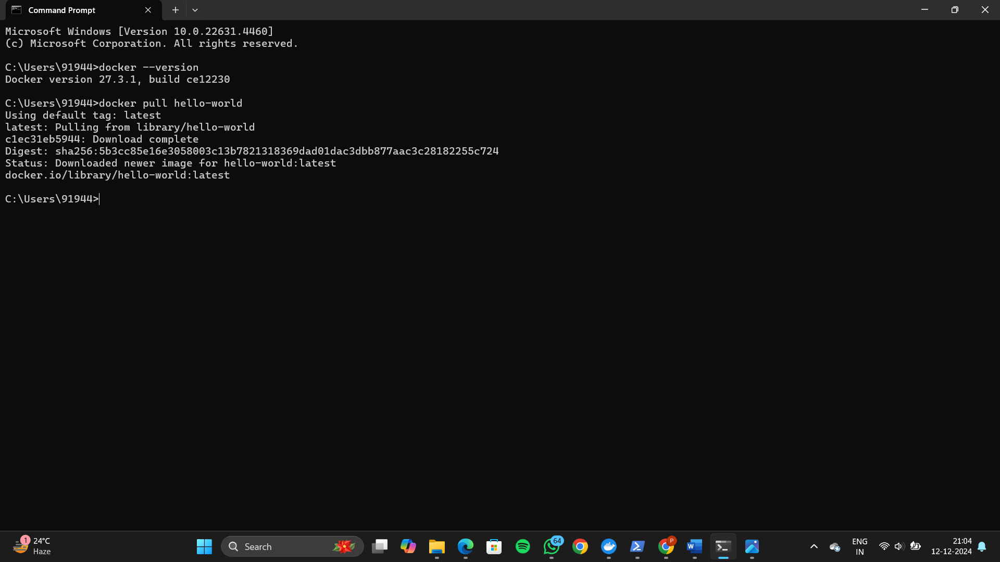 Command Prompt
Microsoft Windows [Version 10.0.22631.4460]
(c) Microsoft Corporation. All rights reserved.
C:\Users\91944>docker --version
Docker version 27.3.1, build ce12230
C:\Users\91944>docker pull hello-world
Using default tag: latest
latest: Pulling from library/hello-world
c1ec31eb5944: Download complete
Digest: sha256:5b3cc85e16e3058003c13b7821318369dad01dac3dbb877aac3c28182255c724
Status: Downloaded newer image for hello-world:latest
docker.io/library/hello-world:latest
C:\Users\91944>
1
24°C
Haze
Search
64
P
W
ENG
IN
21:04
12-12-2024